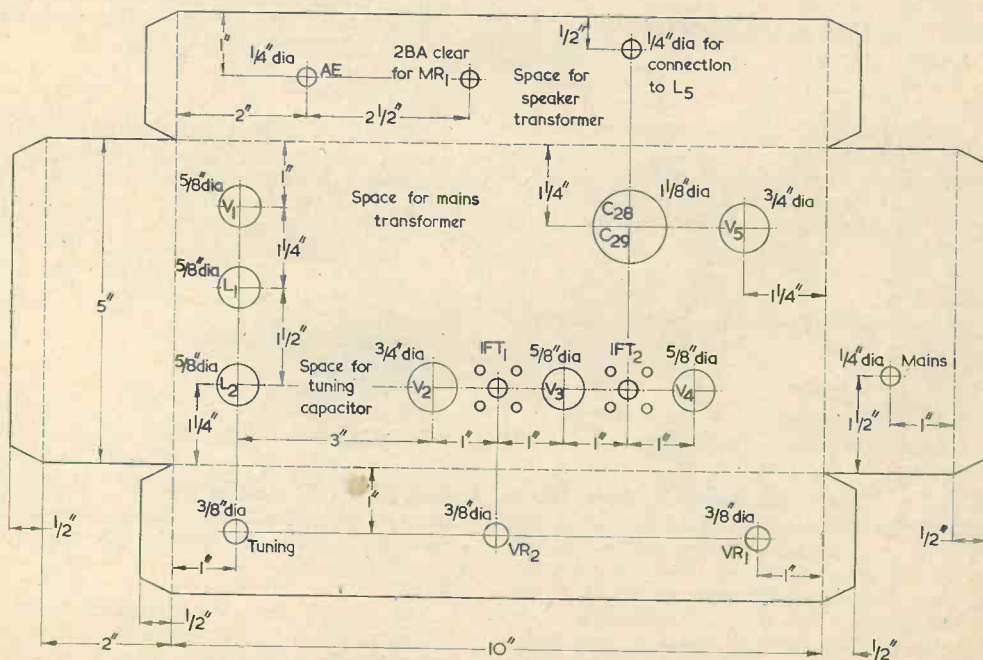 1"
1/4" dia
AE
2BA clear
for MR1
Space for
speaker
transformer
1/2"
1/4" dia for
connection
to L5
2"
2 1/2"
5/8" dia
V1
1"
Space for mains
transformer
1 1/4"
1 1/8" dia
C28
C29
3/4" dia
V5
1 1/4"
5/8" dia
L1
1 1/4"
5"
1 1/2"
5/8" dia
L2
Space for
tuning
capacitor
3/4" dia
V2
IFT1
5/8" dia
V3
IFT2
5/8" dia
V4
1/4" dia
Mains
1 1/4"
3"
1"
1"
1"
1"
1 1/2"
1"
1"
3/8" dia
Tuning
3/8" dia
VR2
3/8" dia
VR1
1/2"
1"
1"
1/2"
1/2"
2"
10"
1/2"